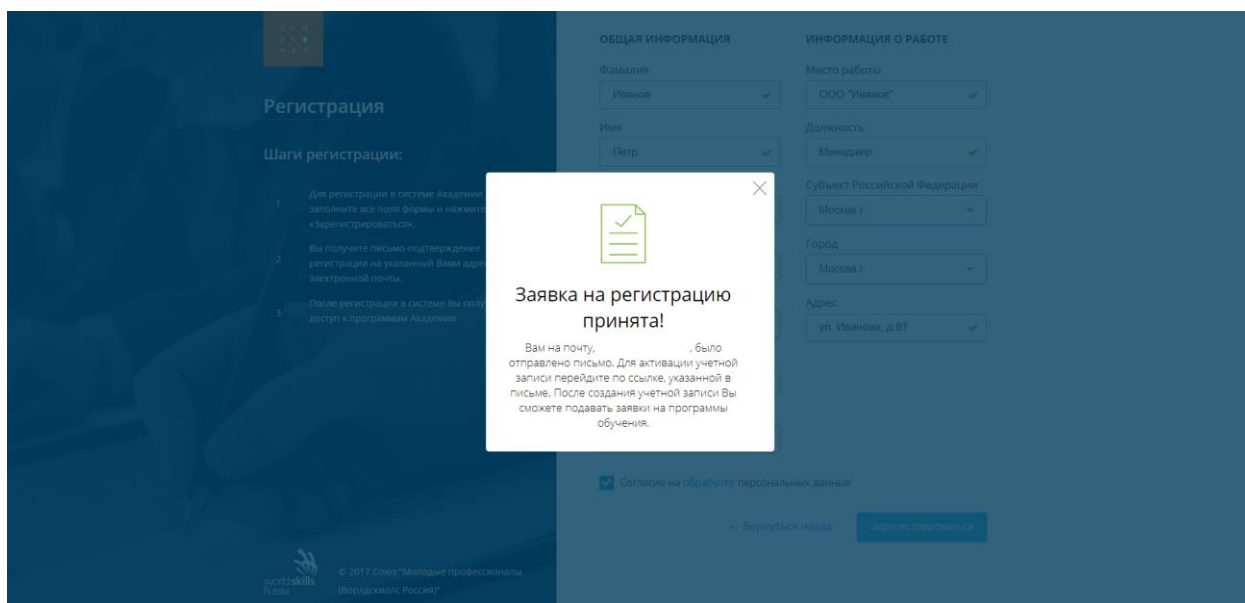 Регистрация
Шаги регистрации:
1
Для регистрации в системе Академии
заполните все поля формы и нажмите
«Зарегистрироваться».
2
Вы получите письмо-подтверждение
регистрации на указанный Вами
электронной почты.
3
После регистрации в системе Вы
доступ к программам Академии
worldskills
Russia
© 2017 Союз "Молодые профессионалы
(Ворлдскиллс Россия)"
ОБЩАЯ ИНФОРМАЦИЯ
Фамилия
Иванов
Имя
Петр
ИНФОРМАЦИЯ О РАБОТЕ
Место работы
ООО "Иванов"
Должность
Менеджер
Субъект Российской Федерации
Москва г
Город
Москва г
Адрес
ул. Иванова, д.87
Заявка на регистрацию
принята!
Вам на почту, , было
отправлено письмо. Для активации учетной
записи перейдите по ссылке, указанной в
письме. После создания учетной записи Вы
сможете подавать заявки на программы
обучения.
Согласие на обработку персональных данных
← Вернуться назад
Зарегистрироваться